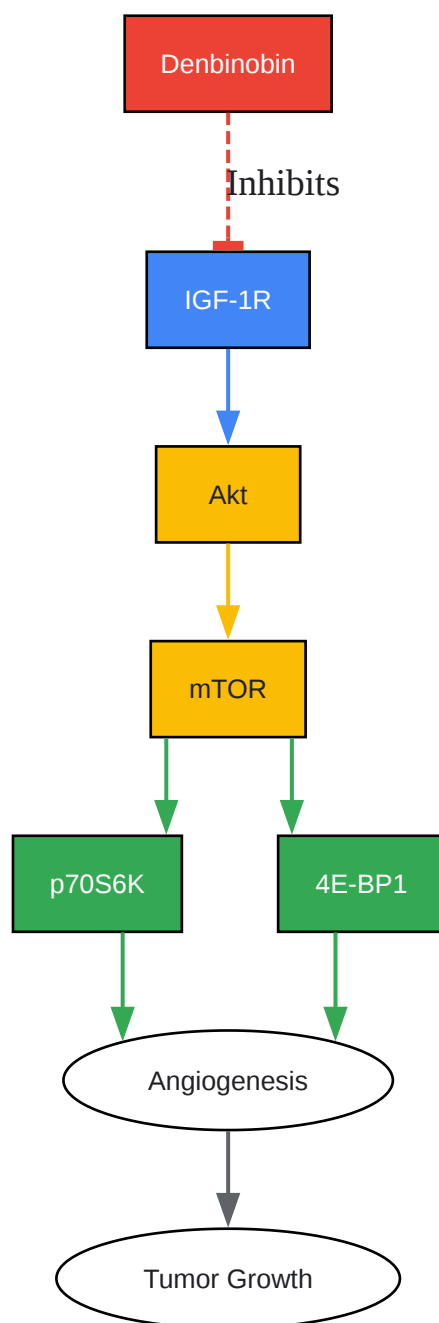 Denbinobin
Inhibits
IGF-1R
Akt
mTOR
p70S6K
4E-BP1
Angiogenesis
Tumor Growth